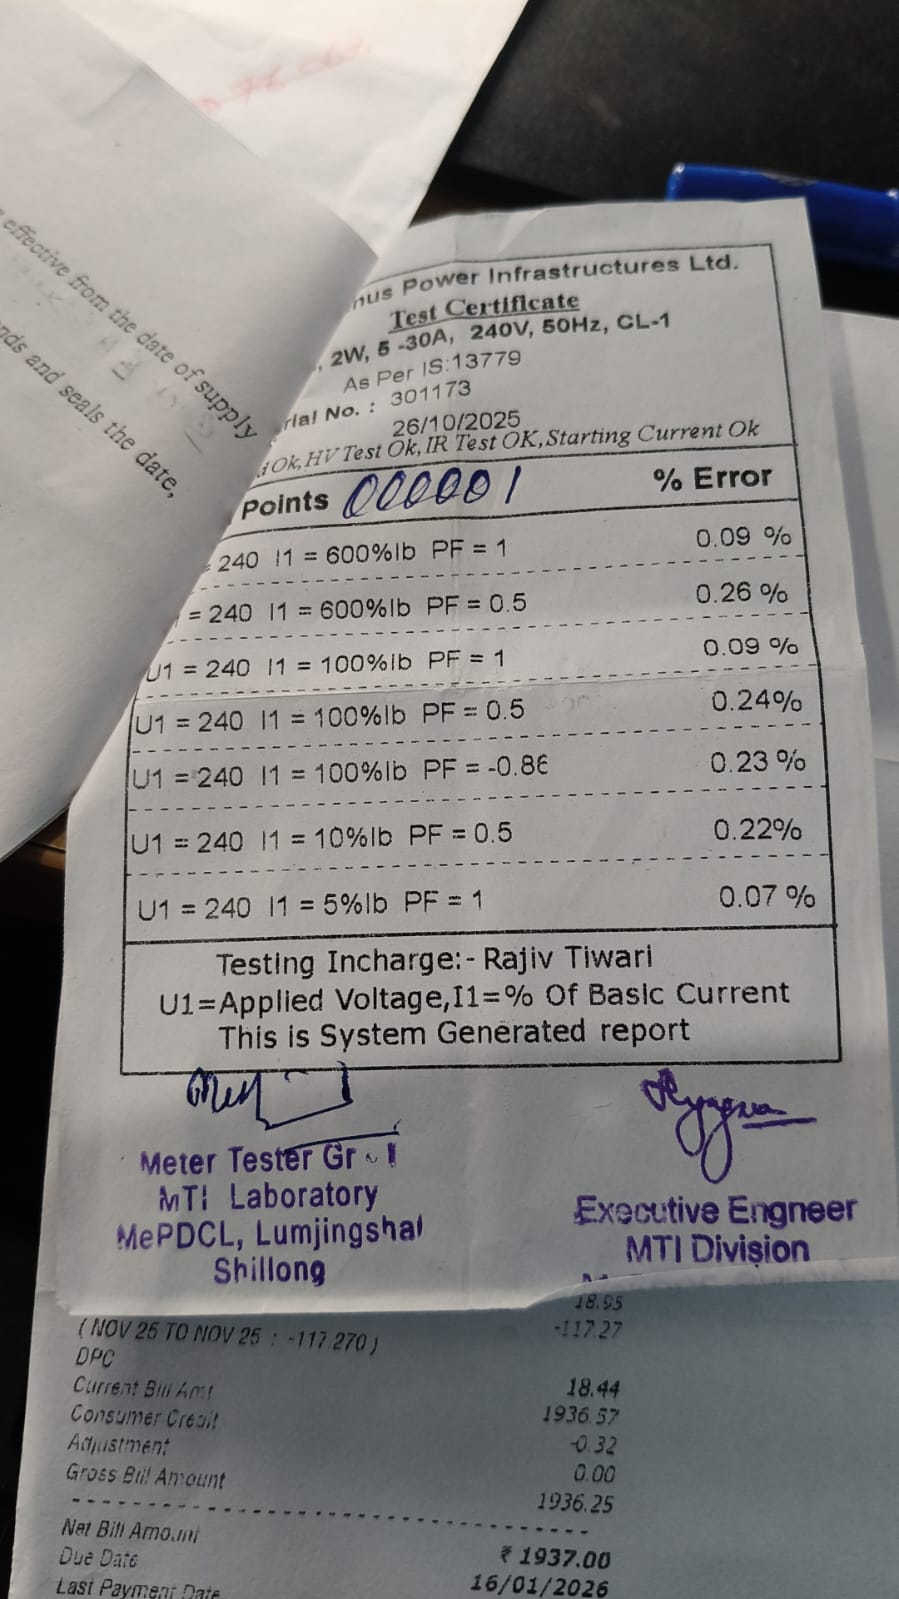 effective from the date of supply
and seals the date,
Power Infrastructures Ltd.
Test Certificate
, 2W, 5 -30A, 240V, 50Hz, CL-1
As Per IS:13779
rial No. : 301173
26/10/2025
Ok,HV Test Ok,IR Test OK,Starting Current Ok
Points 000001 % Error
= 240 I1 = 600%Ib PF = 1 0.09 %
= 240 I1 = 600%Ib PF = 0.5 0.26 %
U1 = 240 I1 = 100%Ib PF = 1 0.09 %
U1 = 240 I1 = 100%Ib PF = 0.5 0.24%
U1 = 240 I1 = 100%Ib PF = -0.86 0.23 %
U1 = 240 I1 = 10%Ib PF = 0.5 0.22%
U1 = 240 I1 = 5%Ib PF = 1 0.07 %
Testing Incharge:- Rajiv Tiwari
U1=Applied Voltage,I1=% Of Basic Current
This is System Generated report
Meter Tester Gr - I
MTI Laboratory
MePDCL, Lumjingshai
Shillong
Executive Engneer
MTI Division
18.95
( NOV 25 TO NOV 25 : -117.270 ) -117.27
DPC
Current Bill Amt 18.44
Consumer Credit 1936.57
Adjustment -0.32
Gross Bill Amount 0.00
1936.25
Net Bill Amount
Due Date ₹ 1937.00
Last Payment Date 16/01/2026